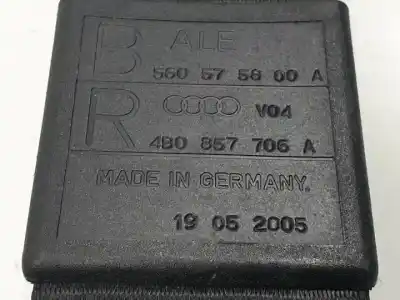 B ALE
560 57 58 00 A
R V04
4B0 857 706 A
MADE IN GERMANY.
19 05 2005